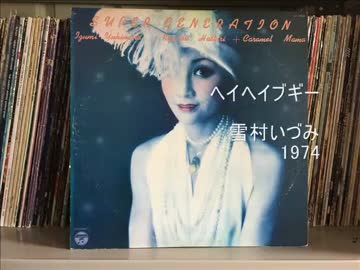 SUPER GENERATION
Izumi Yukimura Ryoichi Hattori + Caramel Mama
ヘイヘイブギー
雪村いづみ
1974